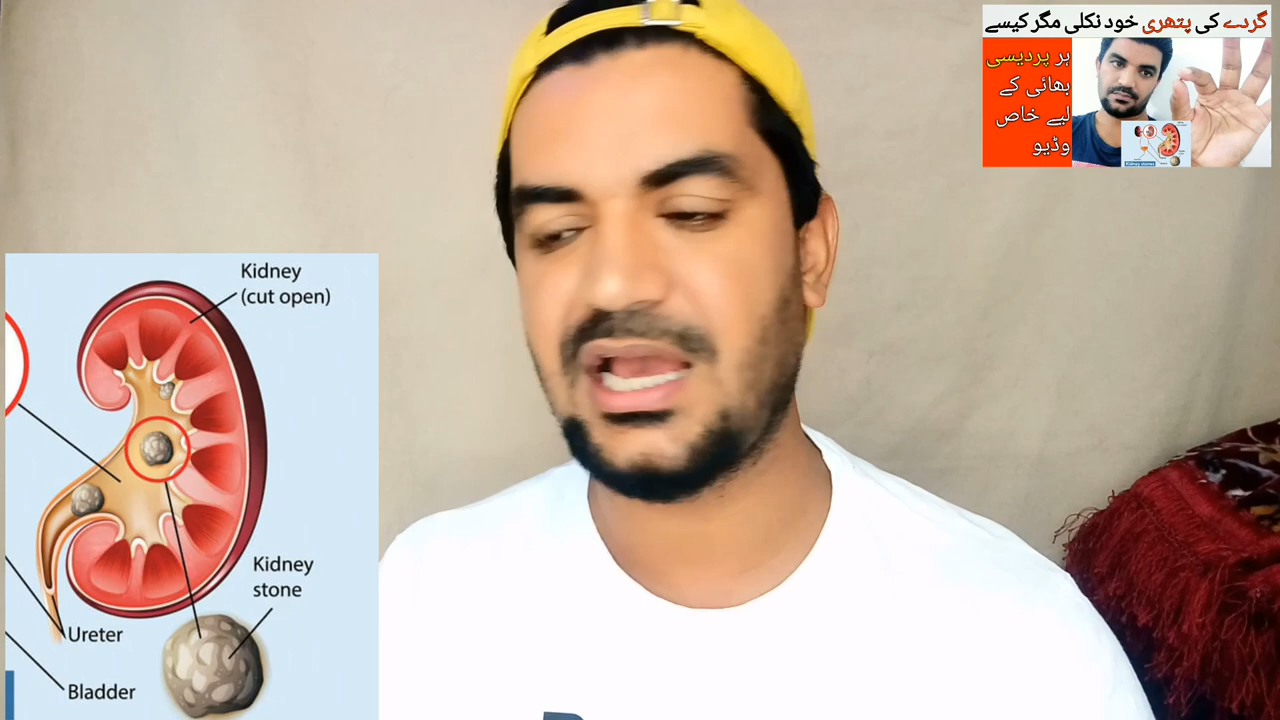 گردے کی پتھری خود نکلی مگر کیسے
ہر پردیسی
بھائی کے
لیے خاص
وڈیو
Kidney
(cut open)
Kidney
stone
Ureter
Bladder